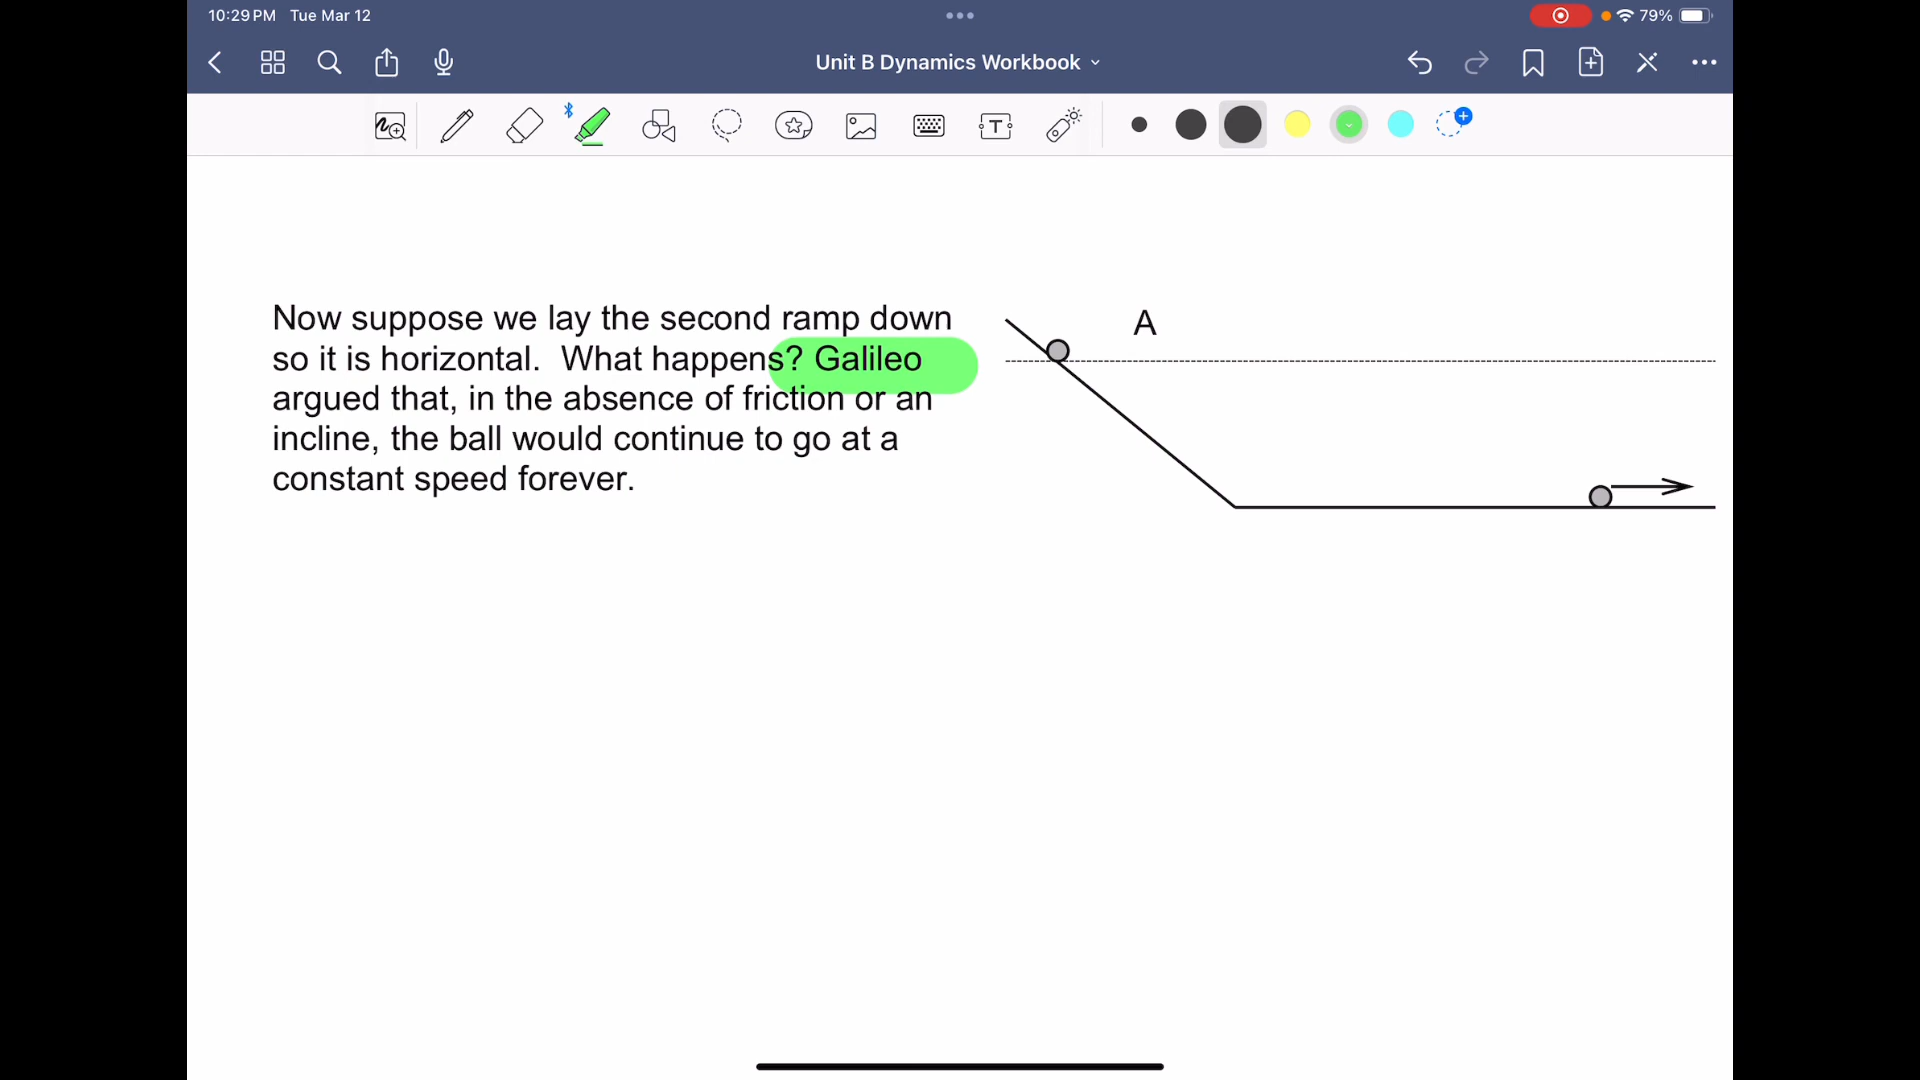 10:29 PM Tue Mar 12
79%
Unit B Dynamics Workbook
T
Now suppose we lay the second ramp down
so it is horizontal. What happens? Galileo
argued that, in the absence of friction or an
incline, the ball would continue to go at a
constant speed forever.
A